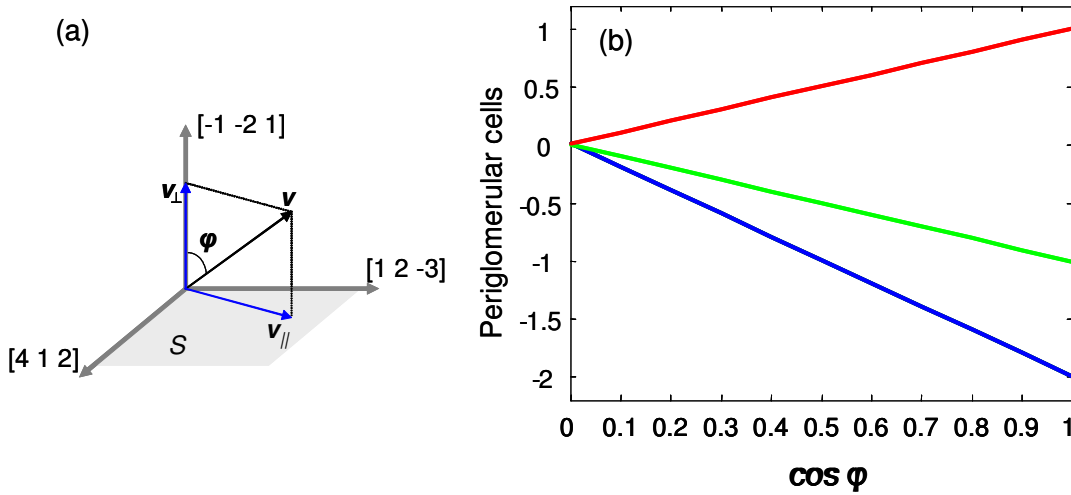 (a)
[-1 -2 1]
v⊥
v
φ
[1 2 -3]
v//
S
[4 1 2]
(b)
Periglomerular cells
1
0.5
0
-0.5
-1
-1.5
-2
0 0.1 0.2 0.3 0.4 0.5 0.6 0.7 0.8 0.9 1
cos φ